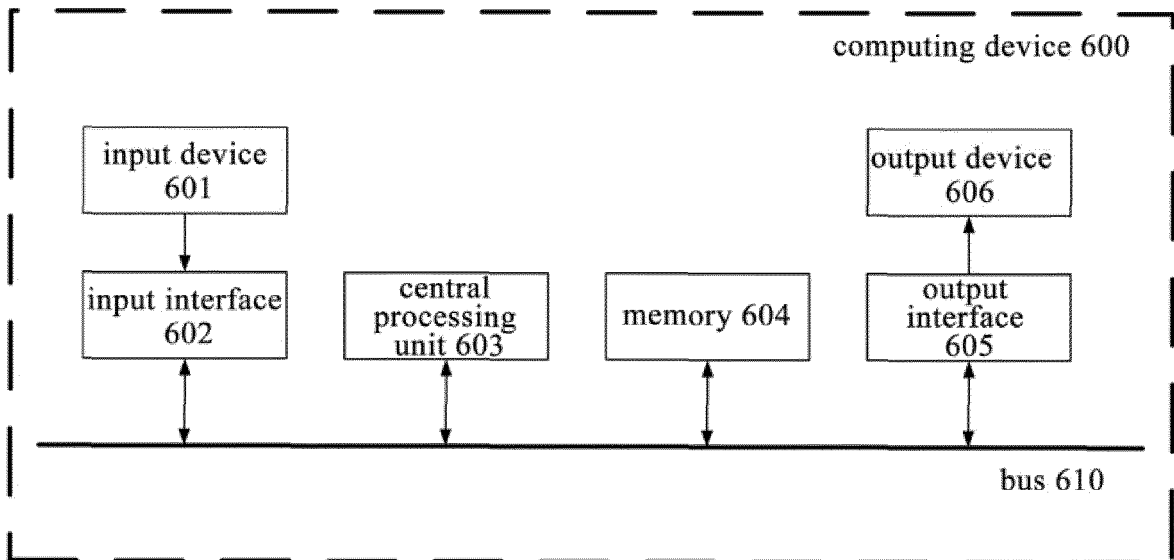 computing device 600
input device
601
output device
606
input interface
602
central
processing
unit 603
memory 604
output
interface
605
bus 610